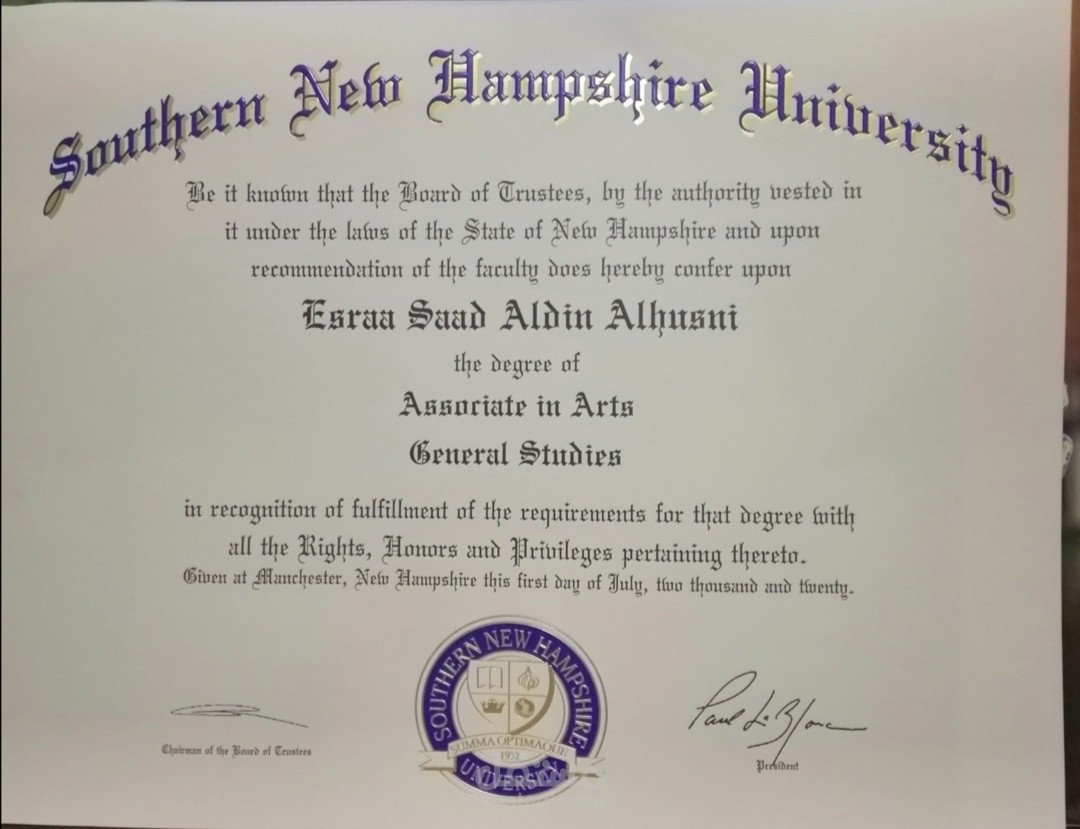 Southern New Hampshire University
Be it known that the Board of Trustees, by the authority vested in
it under the laws of the State of New Hampshire and upon
recommendation of the faculty does hereby confer upon
Esraa Saad Aldin Alhusni
the degree of
Associate in Arts
General Studies
in recognition of fulfillment of the requirements for that degree with
all the Rights, Honors and Privileges pertaining thereto.
Given at Manchester, New Hampshire this first day of July, two thousand and twenty.
SOUTHERN NEW HAMPSHIRE
SUMMA OPTIMAQUE
1932
UNIVERSITY
Chairman of the Board of Trustees
President